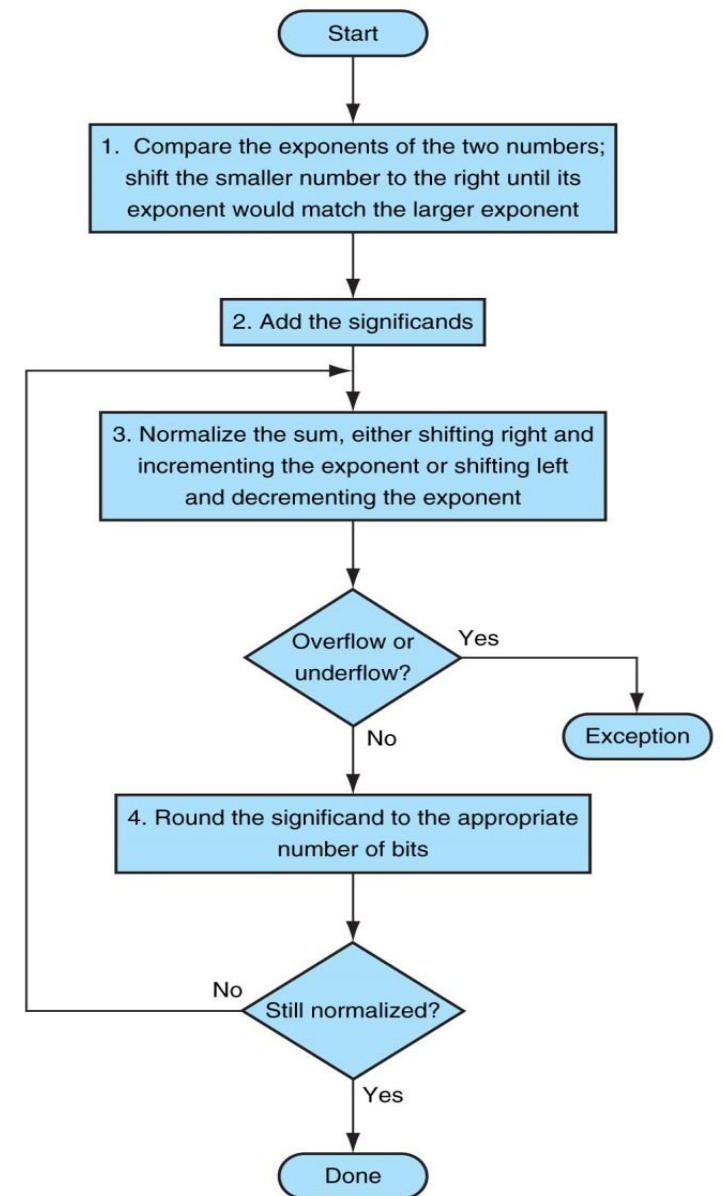 Start
1. Compare the exponents of the two numbers;
shift the smaller number to the right until its
exponent would match the larger exponent
2. Add the significands
3. Normalize the sum, either shifting right and
incrementing the exponent or shifting left
and decrementing the exponent
Overflow or
underflow?
Yes
No
Exception
4. Round the significand to the appropriate
number of bits
No
Still normalized?
Yes
Done